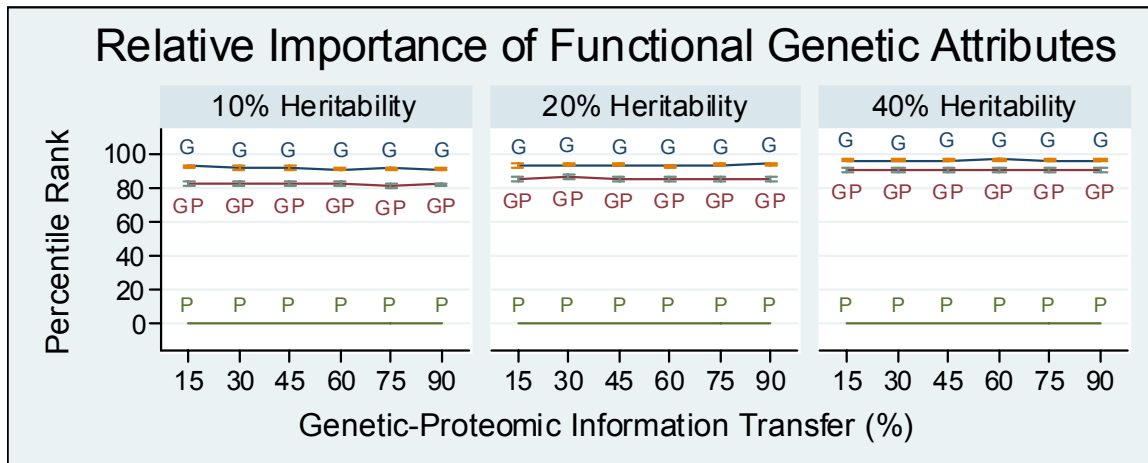 Relative Importance of Functional Genetic Attributes
10% Heritability 20% Heritability 40% Heritability
Percentile Rank
100
80
60
40
20
0
G G G G G G G G G G G G G G G G G G
GP GP GP GP GP GP GP GP GP GP GP GP GP GP GP GP GP GP
P P P P P P P P P P P P P P P P P P
15 30 45 60 75 90 15 30 45 60 75 90 15 30 45 60 75 90
Genetic-Proteomic Information Transfer (%)